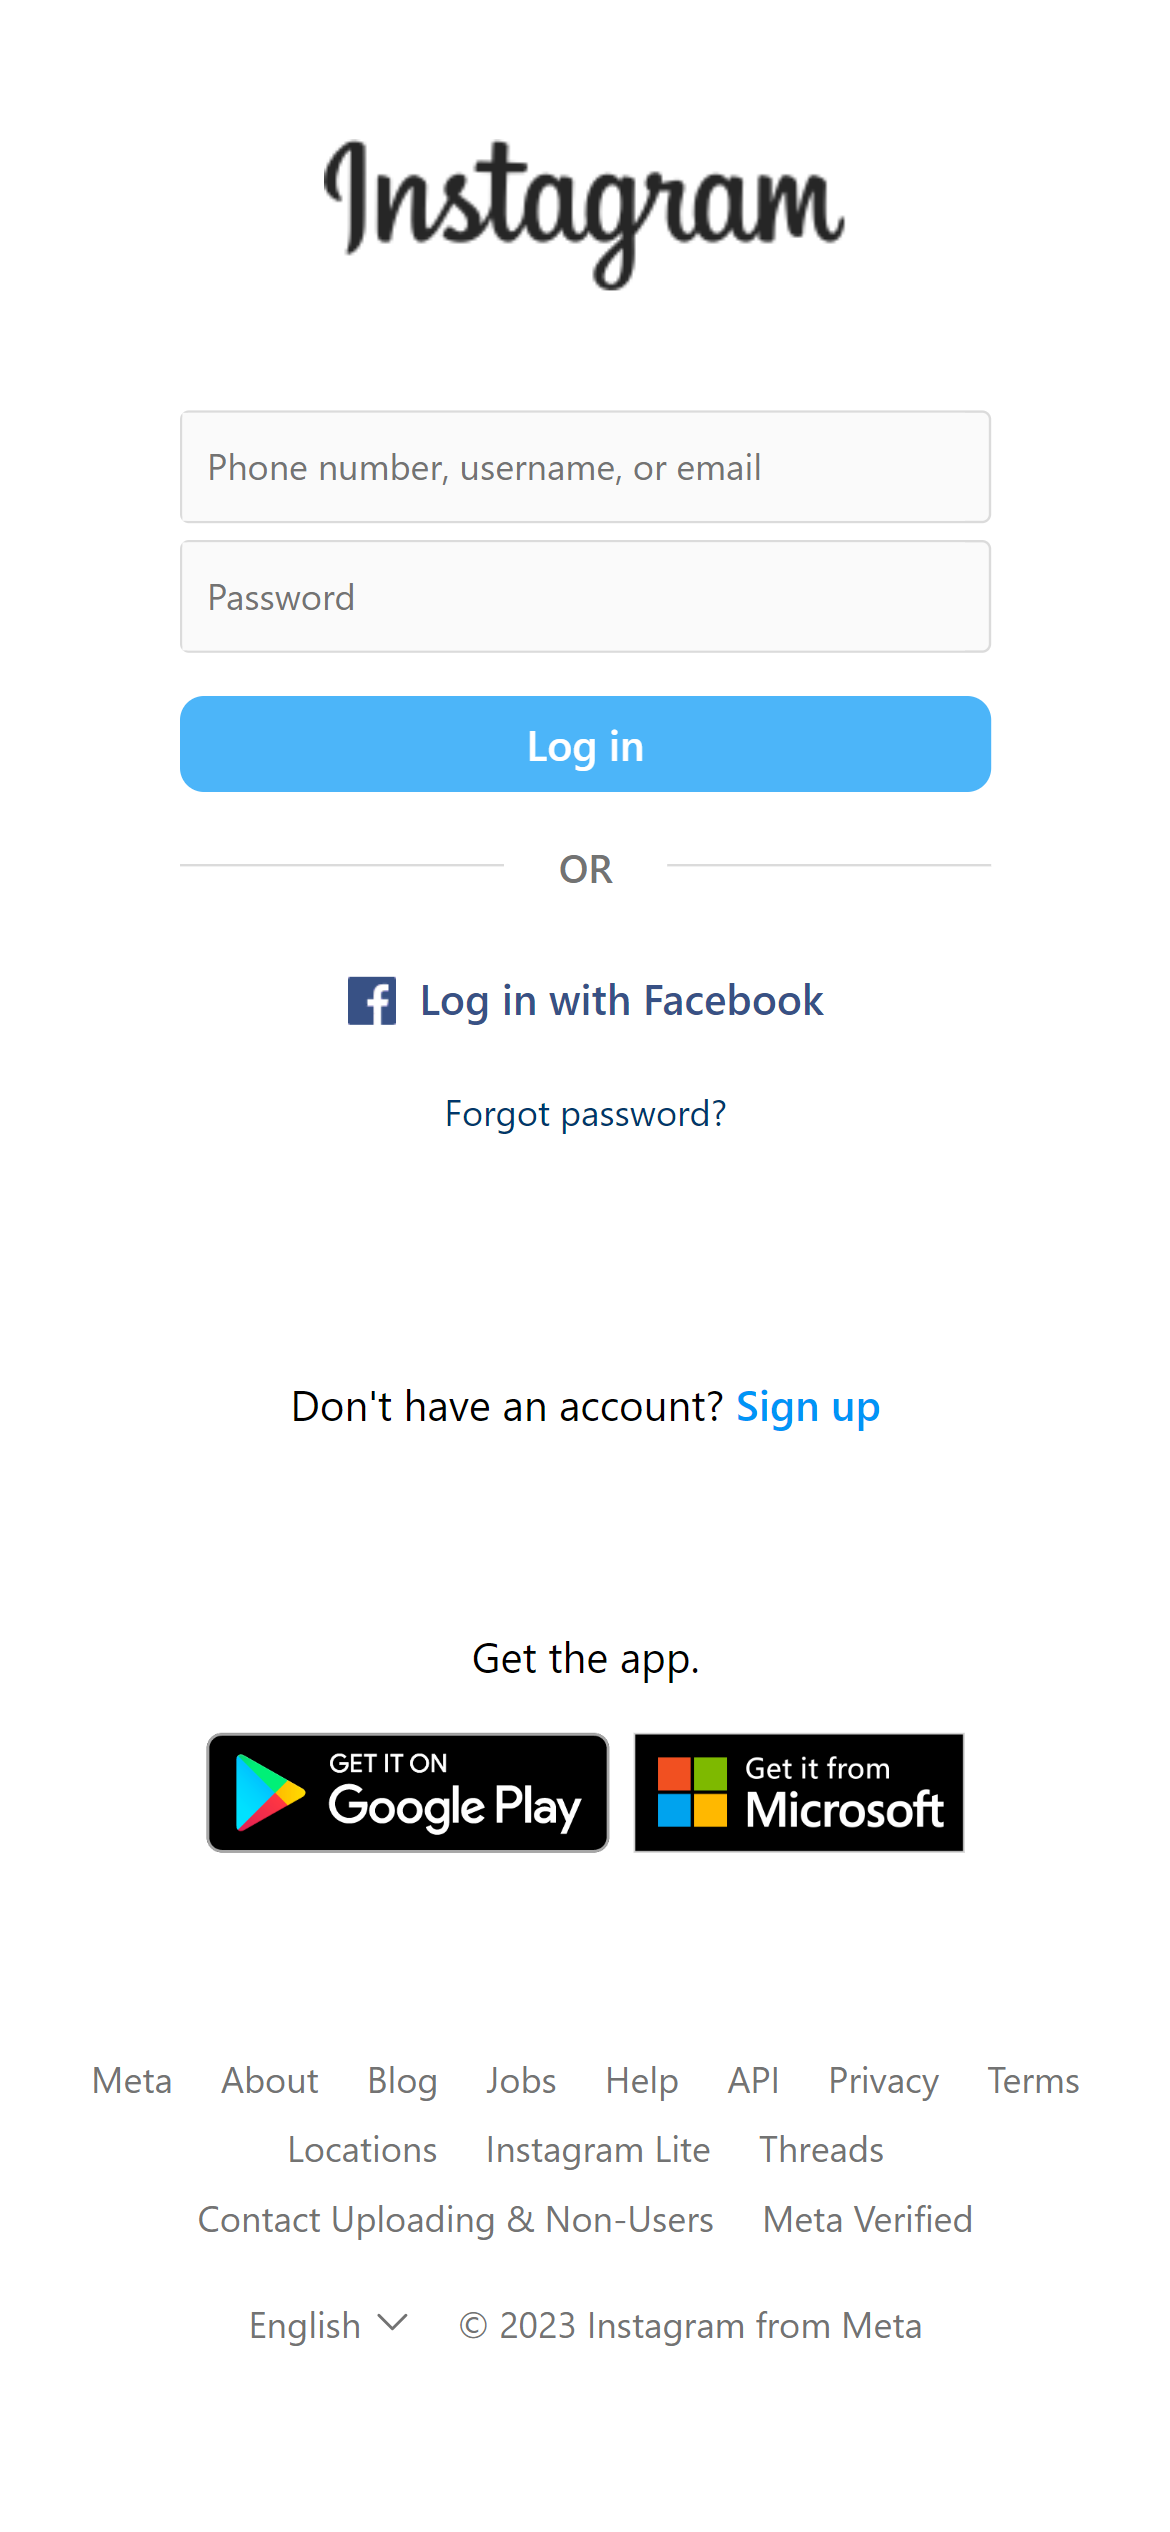 Instagram
Phone number, username, or email
Password
Log in
OR
Log in with Facebook
Forgot password?
Don't have an account? Sign up
Get the app.
GET IT ON
Google Play
Get it from
Microsoft
Meta About Blog Jobs Help API Privacy Terms
Locations Instagram Lite Threads
Contact Uploading & Non-Users Meta Verified
English © 2023 Instagram from Meta